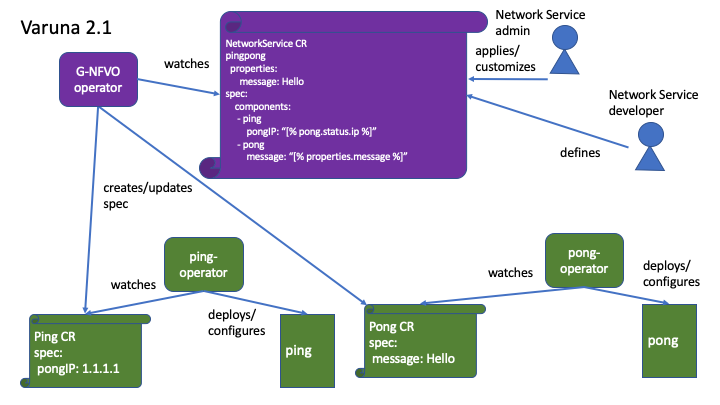 Varuna 2.1
G-NFVO
operator
watches
NetworkService CR
pingpong
properties:
message: Hello
spec:
components:
- ping
pongIP: “[% pong.status.ip %]”
- pong
message: “[% properties.message %]”
Network Service
admin
applies/
customizes
Network Service
developer
defines
creates/updates
spec
ping-
operator
watches
deploys/
configures
Ping CR
spec:
pongIP: 1.1.1.1
ping
pong-
operator
watches
deploys/
configures
Pong CR
spec:
message: Hello
pong